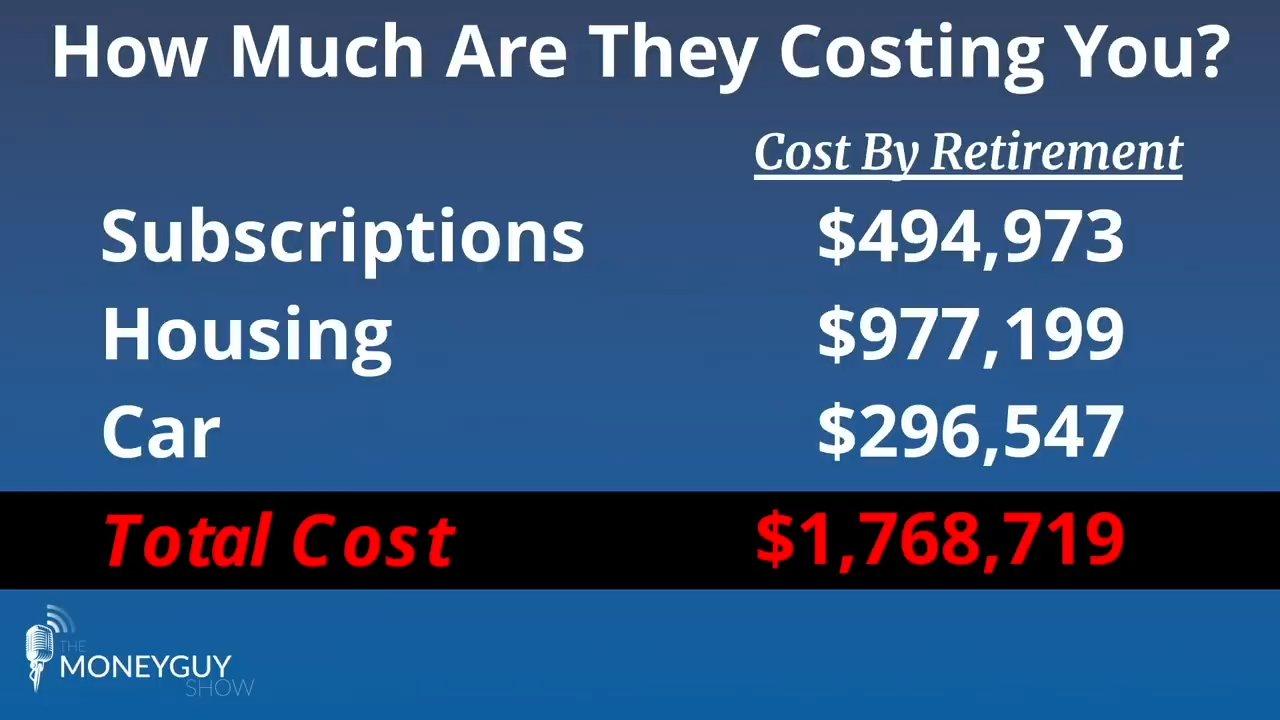 How Much Are They Costing You?
Cost By Retirement
Subscriptions $494,973
Housing $977,199
Car $296,547
Total Cost $1,768,719
THE
MONEYGUY
SHOW